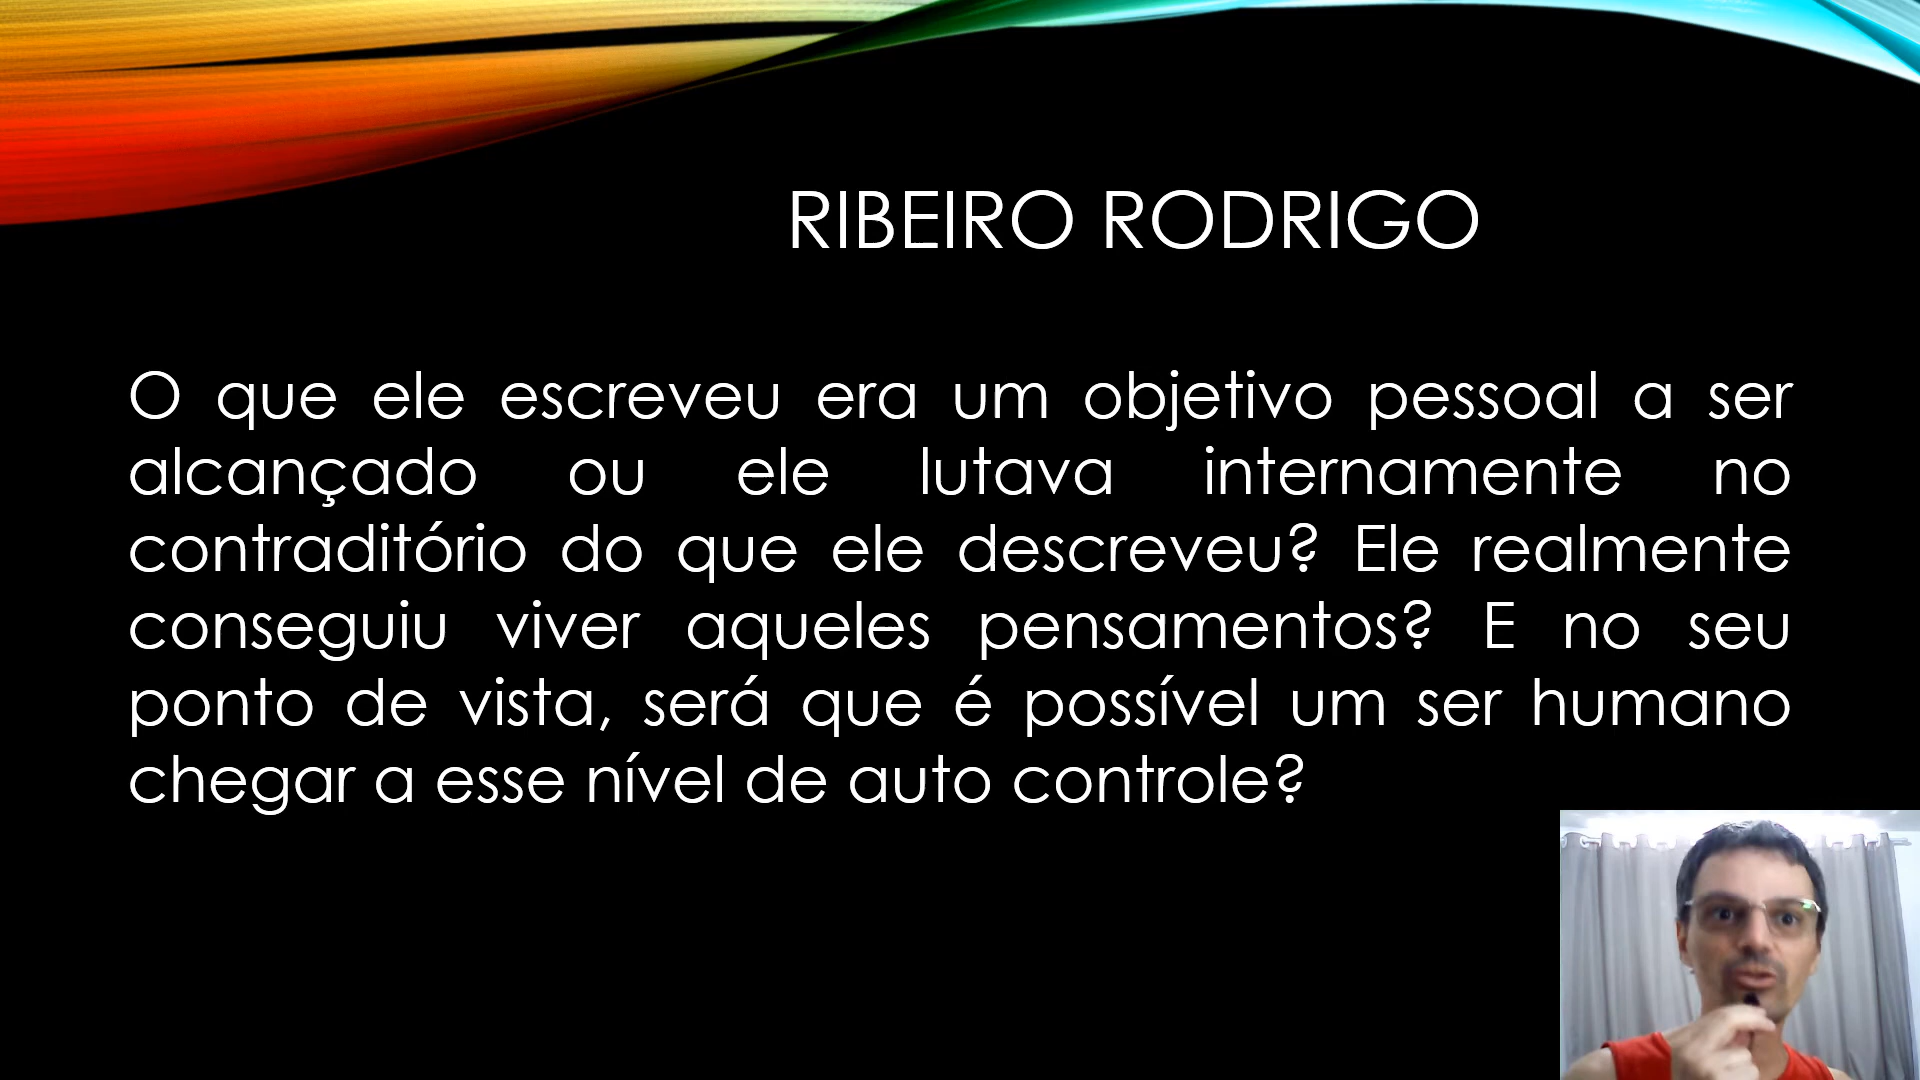 RIBEIRO RODRIGO
O que ele escreveu era um objetivo pessoal a ser
alcançado ou ele lutava internamente no
contraditório do que ele descreveu? Ele realmente
conseguiu viver aqueles pensamentos? E no seu
ponto de vista, será que é possível um ser humano
chegar a esse nível de auto controle?